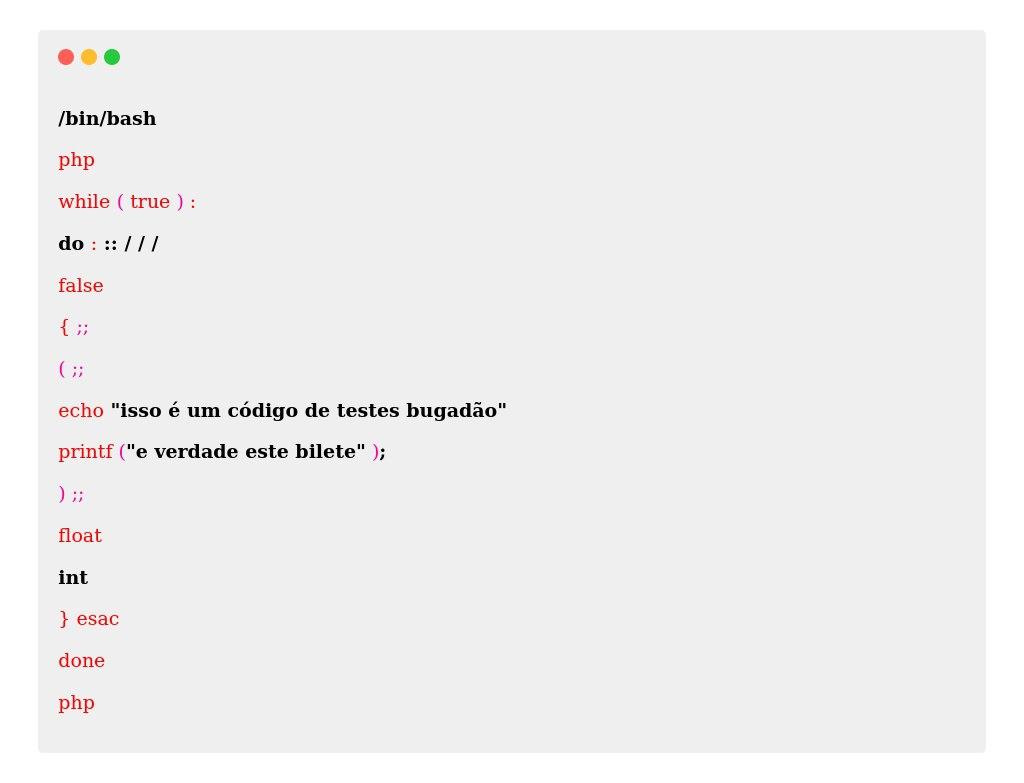 /bin/bash
php
while ( true ) :
do : :: / / /
false
{ ;;
( ;;
echo "isso é um código de testes bugadão"
printf ("e verdade este bilete" );
) ;;
float
int
} esac
done
php